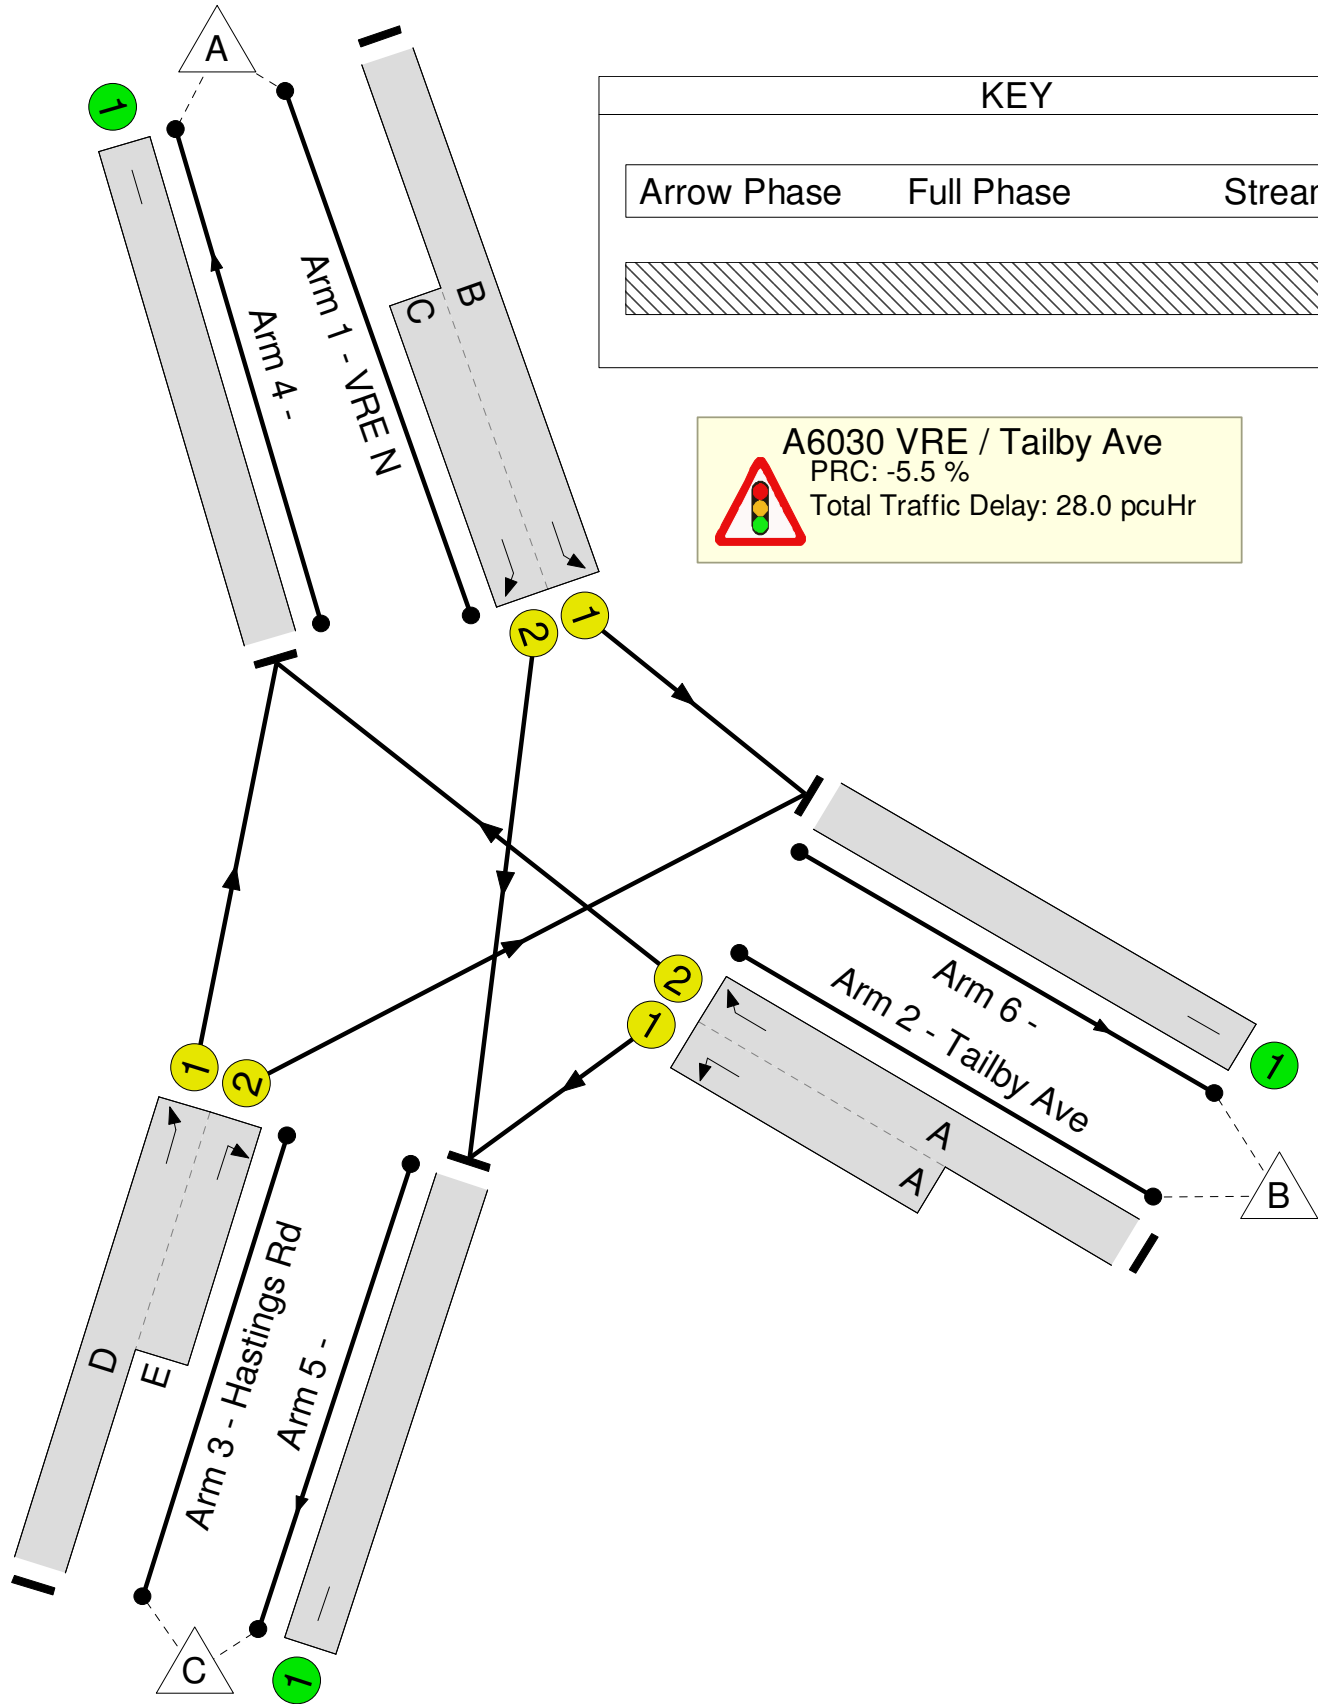 A
1
KEY
Arrow Phase Full Phase Strear
Arm 4 -
Arm 1 - VRE N
B
C
A6030 VRE / Tailby Ave
PRC: -5.5 %
Total Traffic Delay: 28.0 pcuHr
2
1
Arm 6 -
Arm 2 - Tailby Ave
2
1
A
A
1
B
1
2
D
E
Arm 3 - Hastings Rd
Arm 5 -
C
1